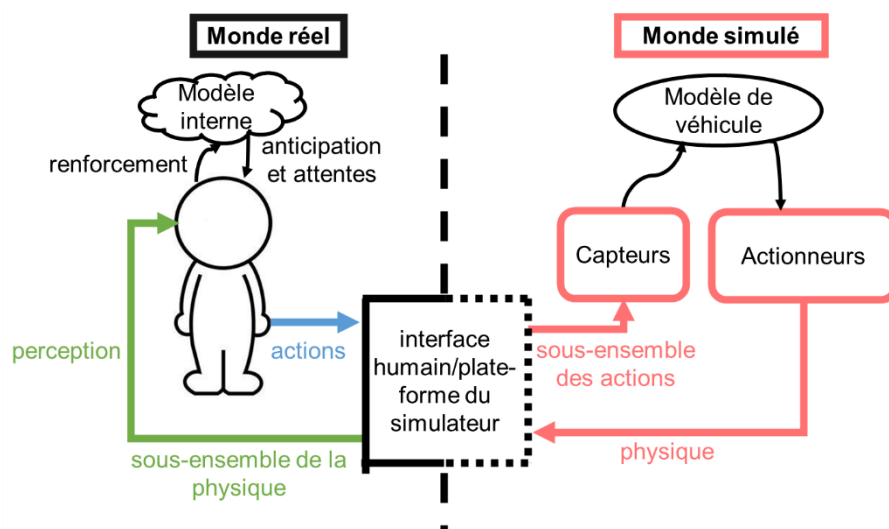 Monde réel
Monde simulé
Modèle
interne
renforcement
anticipation
et attentes
Modèle de
véhicule
Capteurs
Actionneurs
perception
actions
interface
humain/plate-
forme du
simulateur
sous-ensemble
des actions
physique
sous-ensemble de la
physique